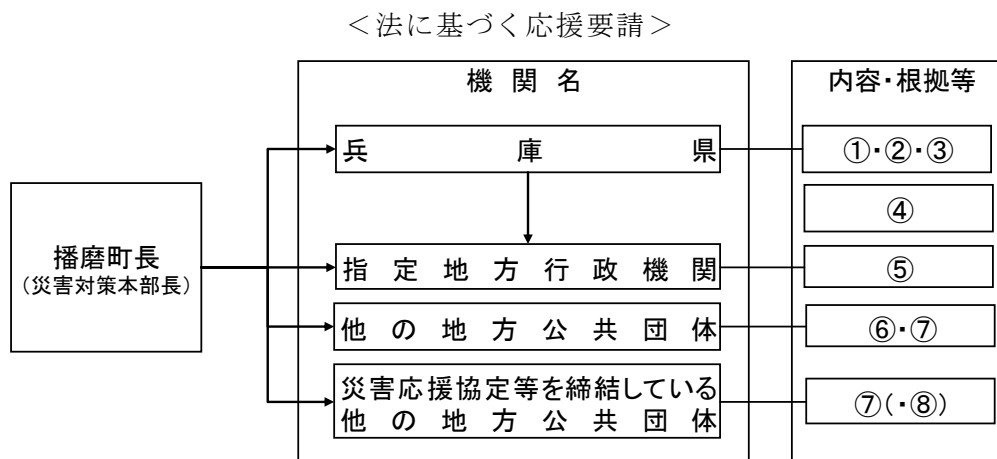 ＜法に基づく応援要請＞
機関名
内容・根拠等
兵庫県
①・②・③
④
播磨町長
（災害対策本部長）
指定地方行政機関
⑤
他の地方公共団体
⑥・⑦
災害応援協定等を締結している
他の地方公共団体
⑦（・⑧）